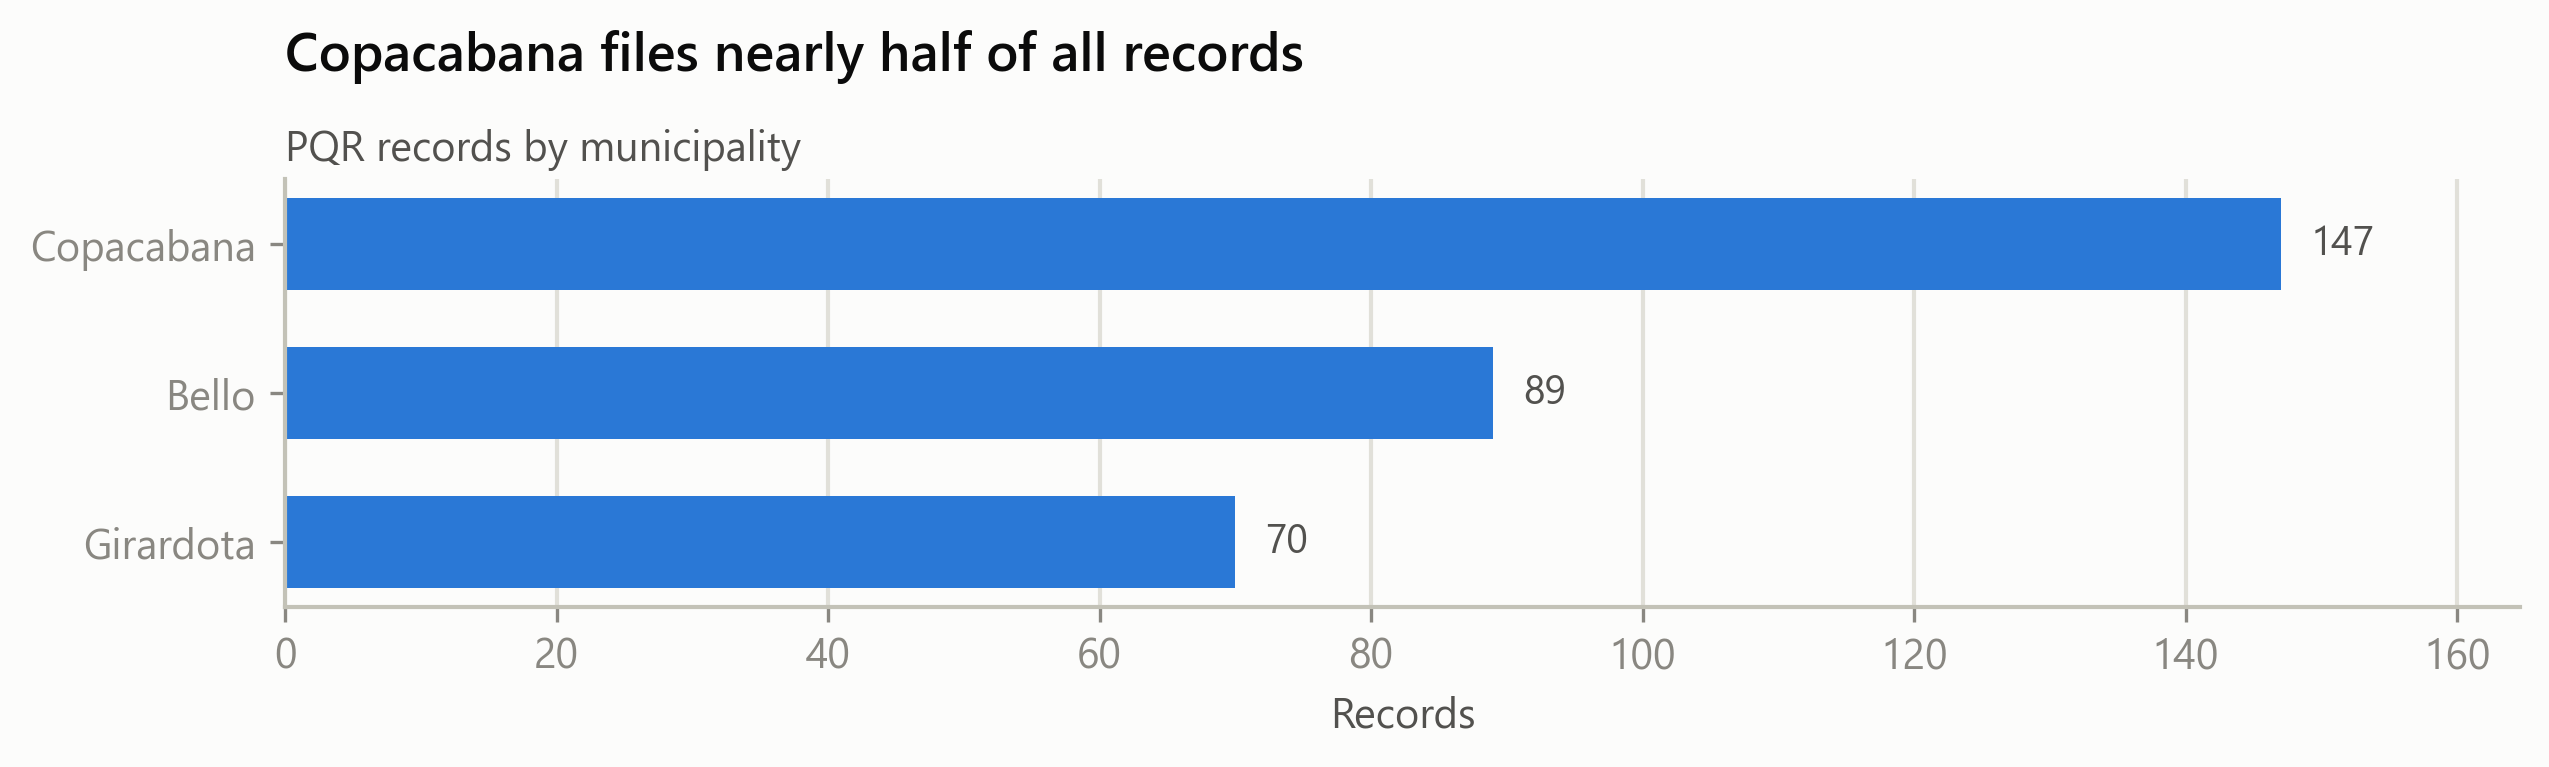 Copacabana files nearly half of all records
PQR records by municipality
Copacabana 147
Bello 89
Girardota 70
0 20 40 60 80 100 120 140 160
Records